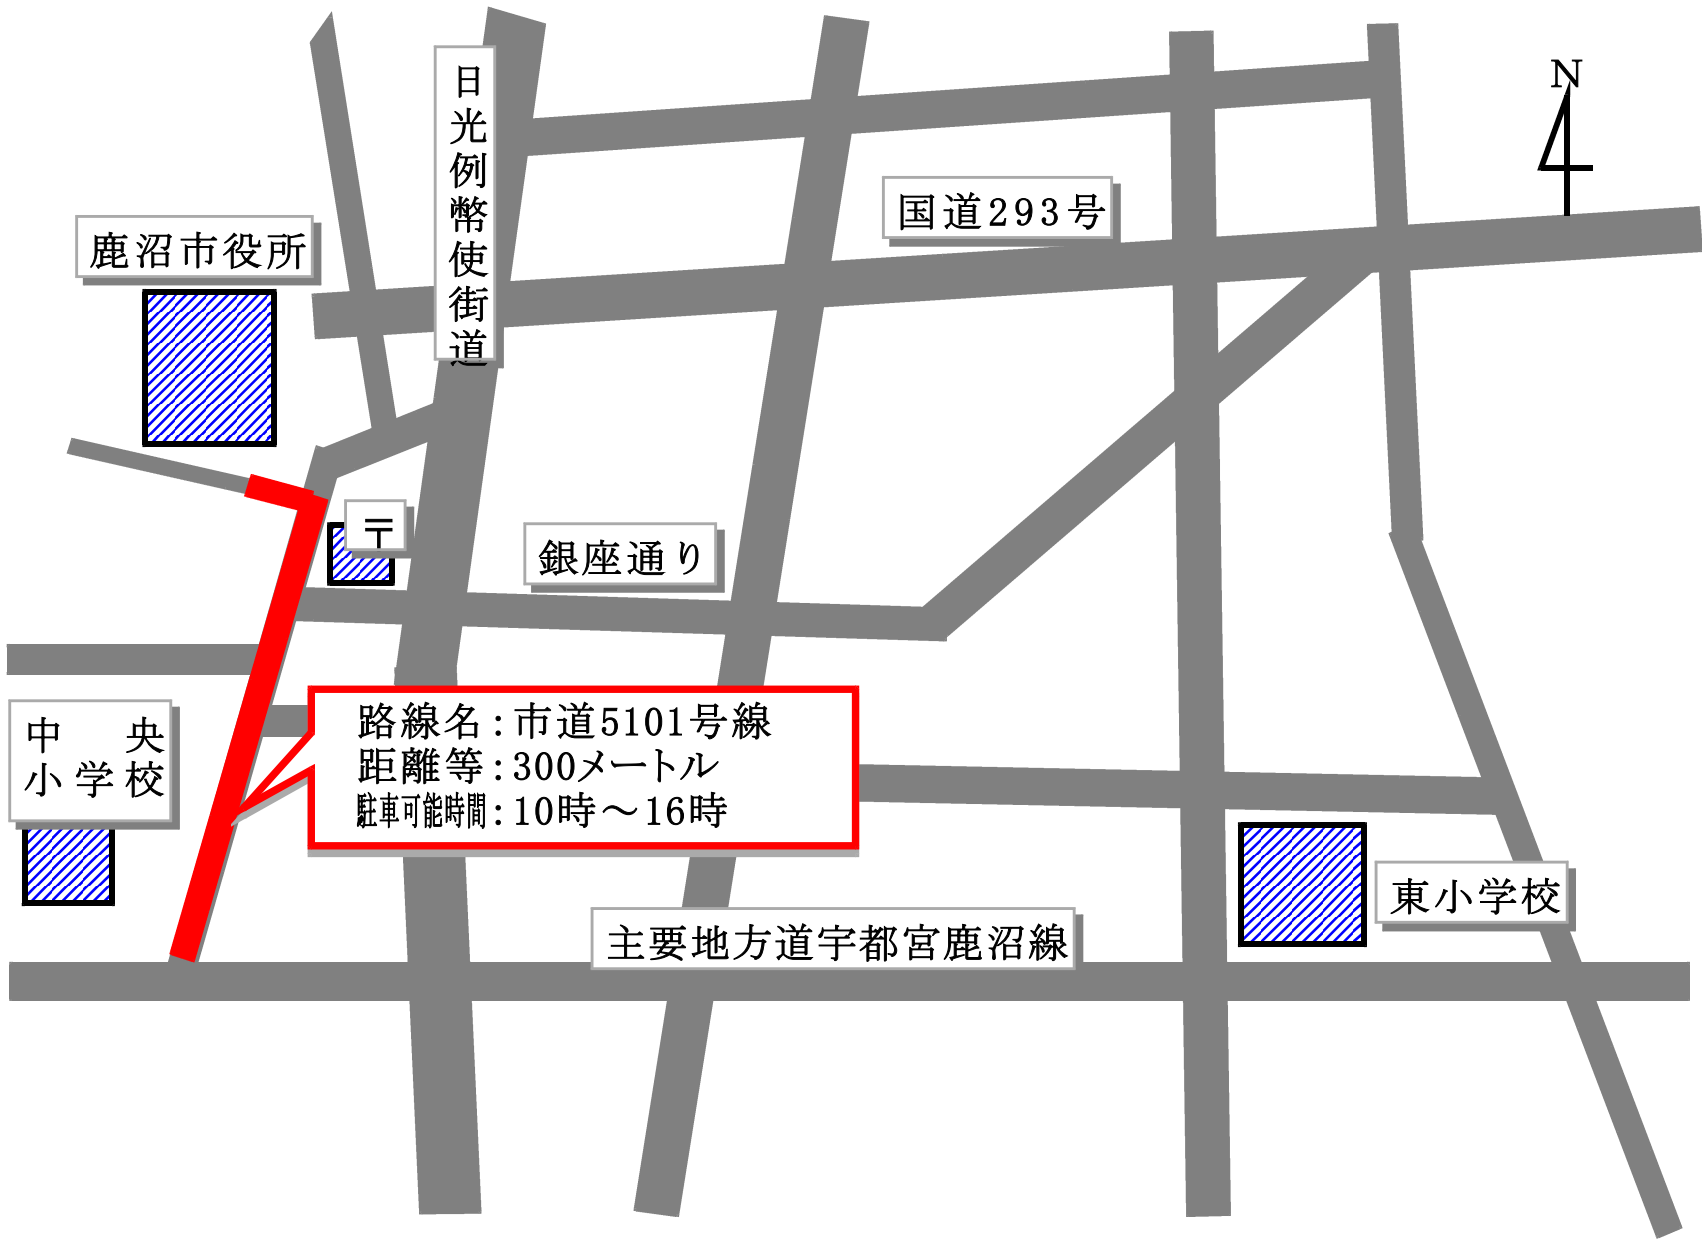 日光例幣使街道
N
国道293号
鹿沼市役所
〒
銀座通り
路線名：市道5101号線
距離等：300メートル
駐車可能時間：10時～16時
中　央
小学校
東小学校
主要地方道宇都宮鹿沼線